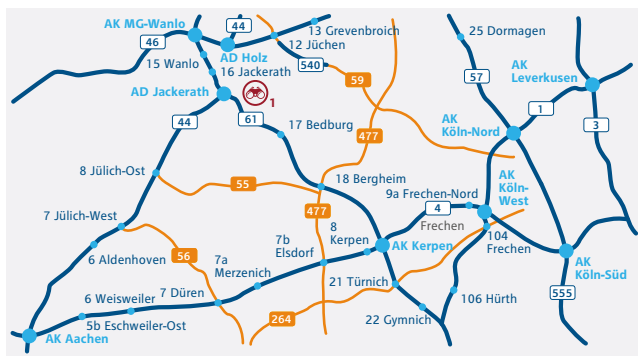 AK MG-Wanlo
44
13 Grevenbroich
25 Dormagen
46
AD Holz
12 Jüchen
15 Wanlo
16 Jackerath
540
AK
Leverkusen
57
59
AD Jackerath
1
61
1
44
17 Bedburg
477
AK
Köln-Nord
3
8 Jülich-Ost
55
18 Bergheim
9a Frechen-Nord
AK
Köln-
West
477
4
7 Jülich-West
Frechen
8
Kerpen
7b
Elsdorf
AK Kerpen
104
Frechen
6 Aldenhoven
56
7a
Merzenich
AK
Köln-Süd
21 Türnich
6 Weisweiler
7 Düren
106 Hürth
555
5b Eschweiler-Ost
264
22 Gymnich
AK Aachen